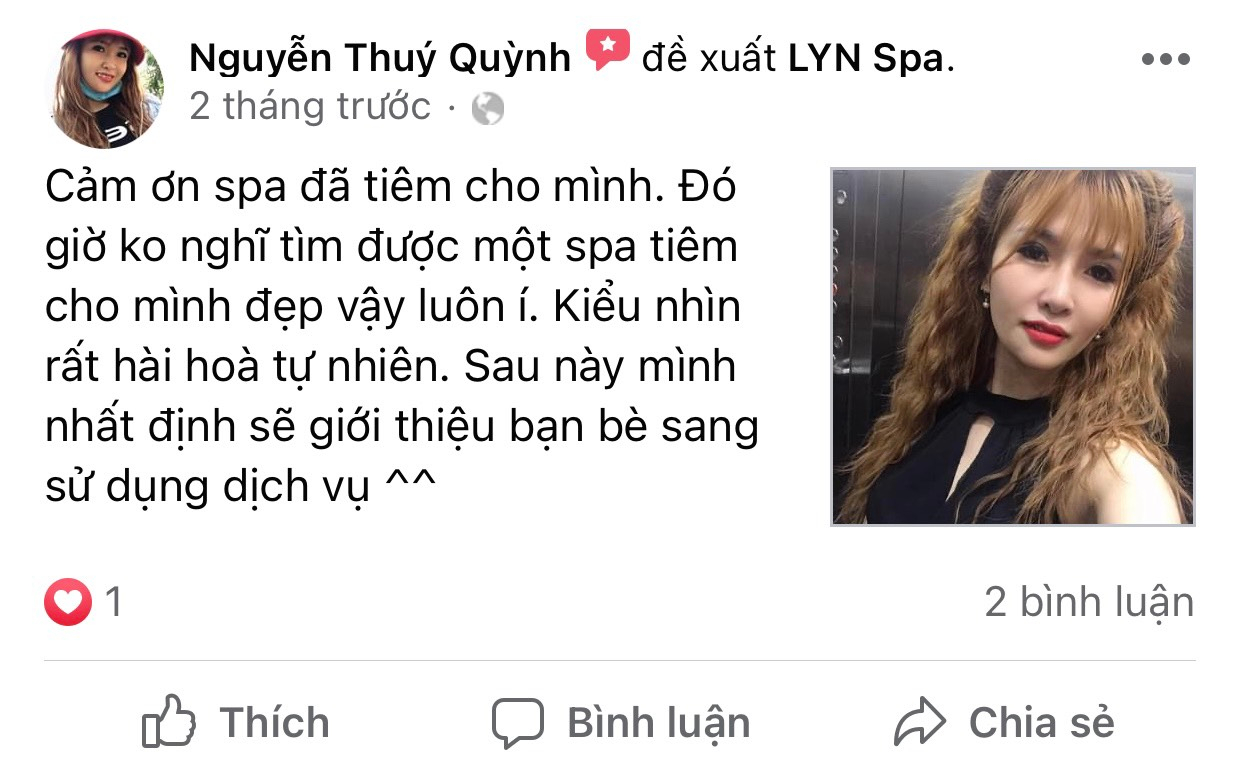 Nguyễn Thuý Quỳnh đề xuất LYN Spa.
2 tháng trước ·
Cảm ơn spa đã tiêm cho mình. Đó
giờ ko nghĩ tìm được một spa tiêm
cho mình đẹp vậy luôn í. Kiểu nhìn
rất hài hoà tự nhiên. Sau này mình
nhất định sẽ giới thiệu bạn bè sang
sử dụng dịch vụ ^^
1
2 bình luận
Thích
Bình luận
Chia sẻ